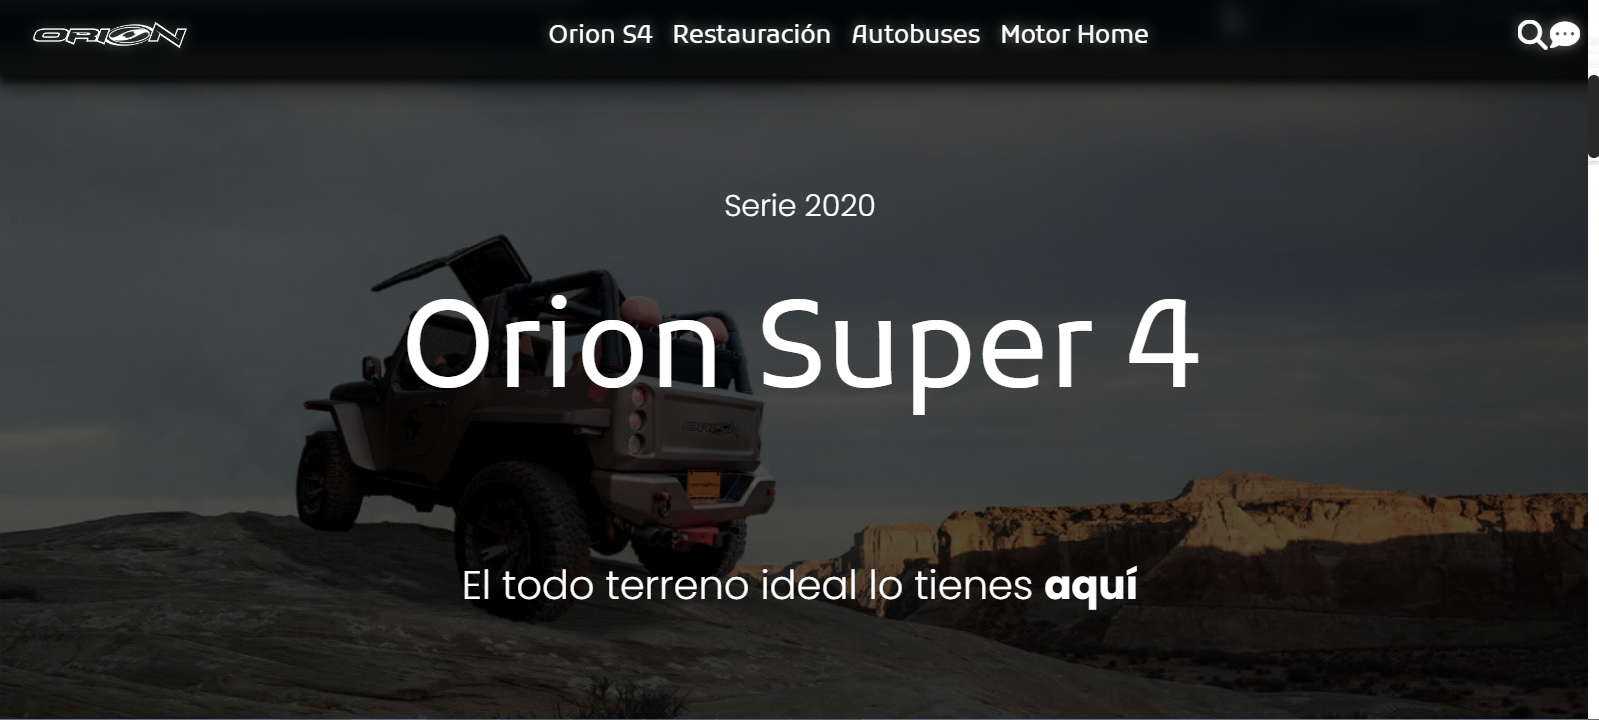 ORION
Orion S4 Restauración Autobuses Motor Home
Serie 2020
Orion Super 4
ORION
El todo terreno ideal lo tienes aquí